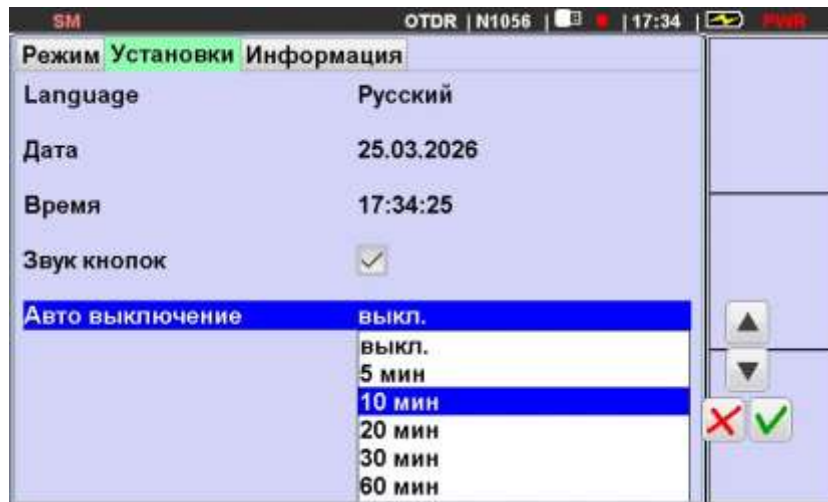 SM OTDR | N1056 | | 17:34 | PWR
Режим Установки Информация
Language Русский
Дата 25.03.2026
Время 17:34:25
Звук кнопок
Авто выключение выкл.
выкл.
5 мин
10 мин
20 мин
30 мин
60 мин